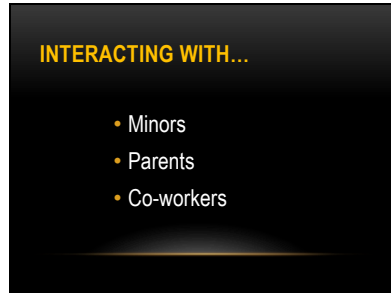 INTERACTING WITH...
• Minors
• Parents
• Co-workers